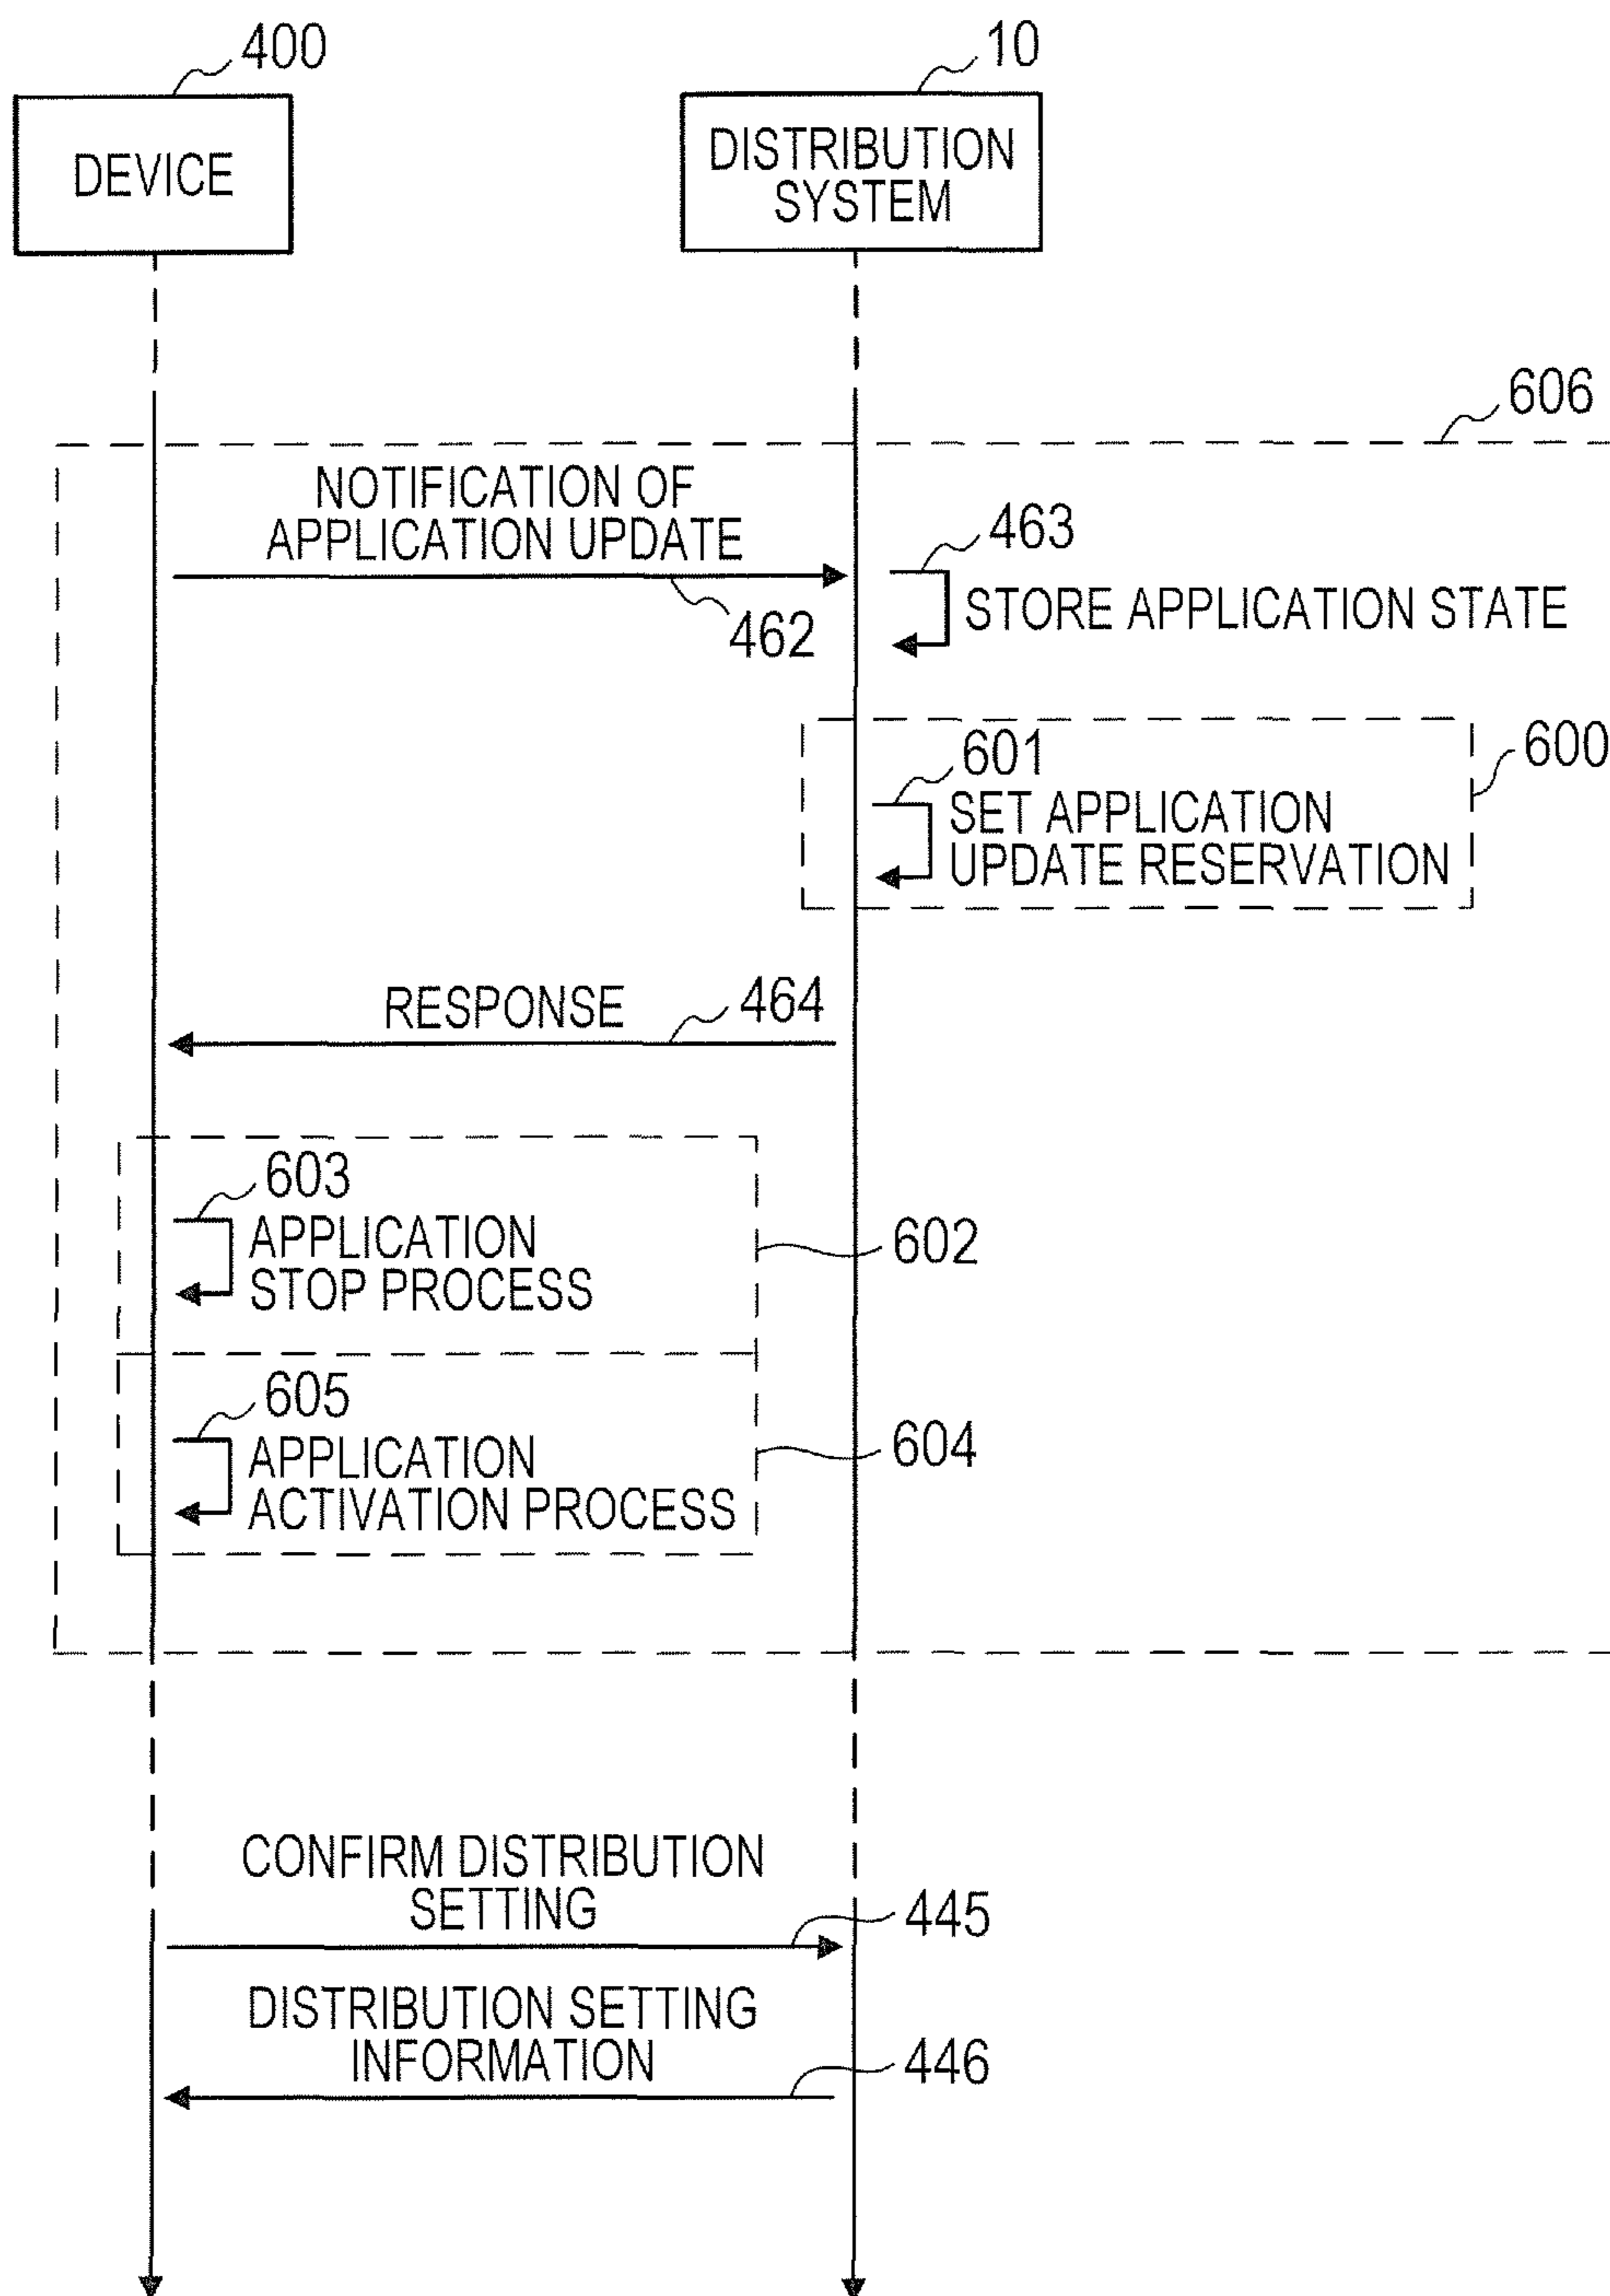 400
10
DEVICE
DISTRIBUTION
SYSTEM
606
NOTIFICATION OF
APPLICATION UPDATE
462
463
STORE APPLICATION STATE
600
601
SET APPLICATION
UPDATE RESERVATION
RESPONSE
464
603
APPLICATION
STOP PROCESS
602
605
APPLICATION
ACTIVATION PROCESS
604
CONFIRM DISTRIBUTION
SETTING
445
DISTRIBUTION SETTING
INFORMATION
446